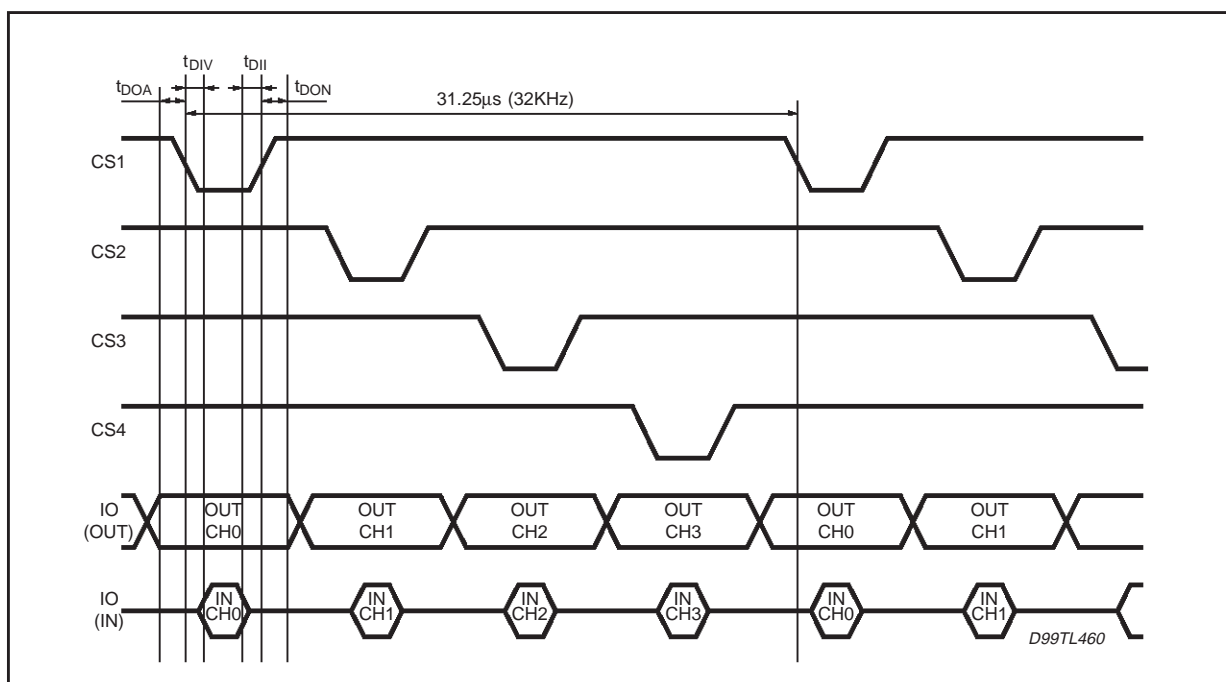 tDIV tDII
tDOA tDON
31.25µs (32KHz)
CS1
CS2
CS3
CS4
IO (OUT)
OUT CH0
OUT CH1
OUT CH2
OUT CH3
OUT CH0
OUT CH1
IO (IN)
IN CH0
IN CH1
IN CH2
IN CH3
IN CH0
IN CH1
D99TL460